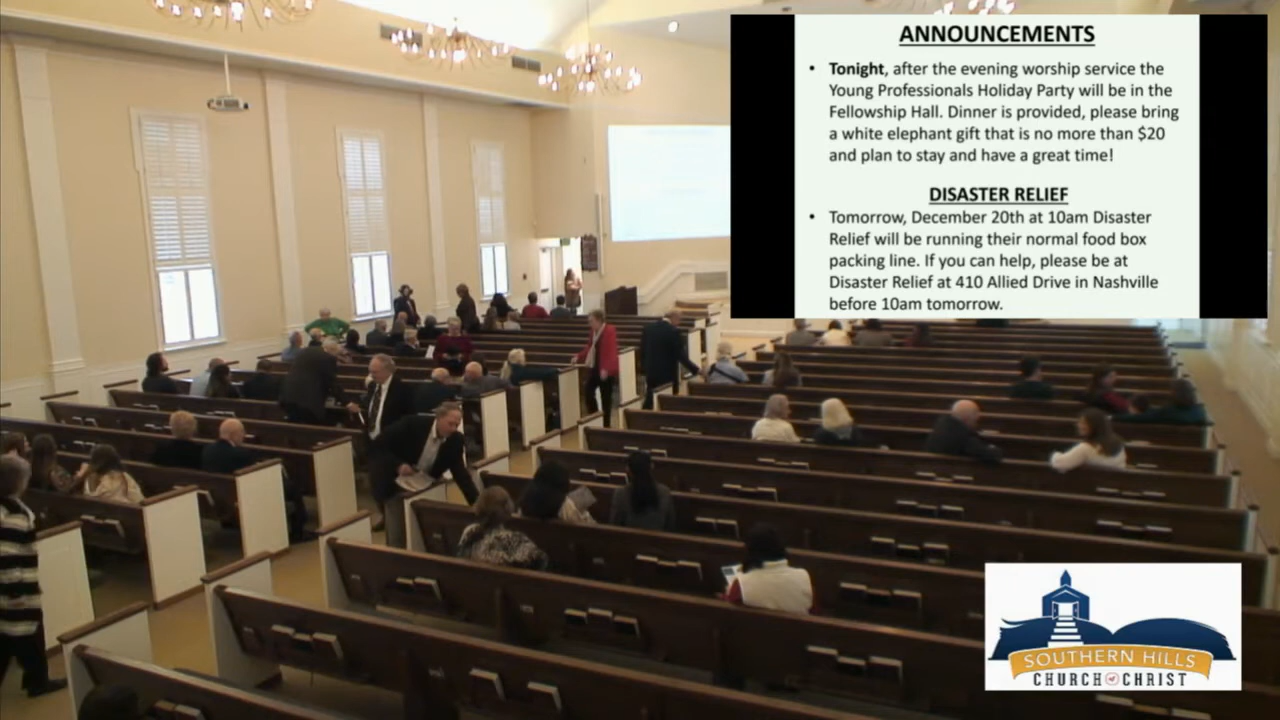 ANNOUNCEMENTS
• Tonight, after the evening worship service the
Young Professionals Holiday Party will be in the
Fellowship Hall. Dinner is provided, please bring
a white elephant gift that is no more than $20
and plan to stay and have a great time!
DISASTER RELIEF
• Tomorrow, December 20th at 10am Disaster
Relief will be running their normal food box
packing line. If you can help, please be at
Disaster Relief at 410 Allied Drive in Nashville
before 10am tomorrow.
SOUTHERN HILLS
CHURCH OF CHRIST